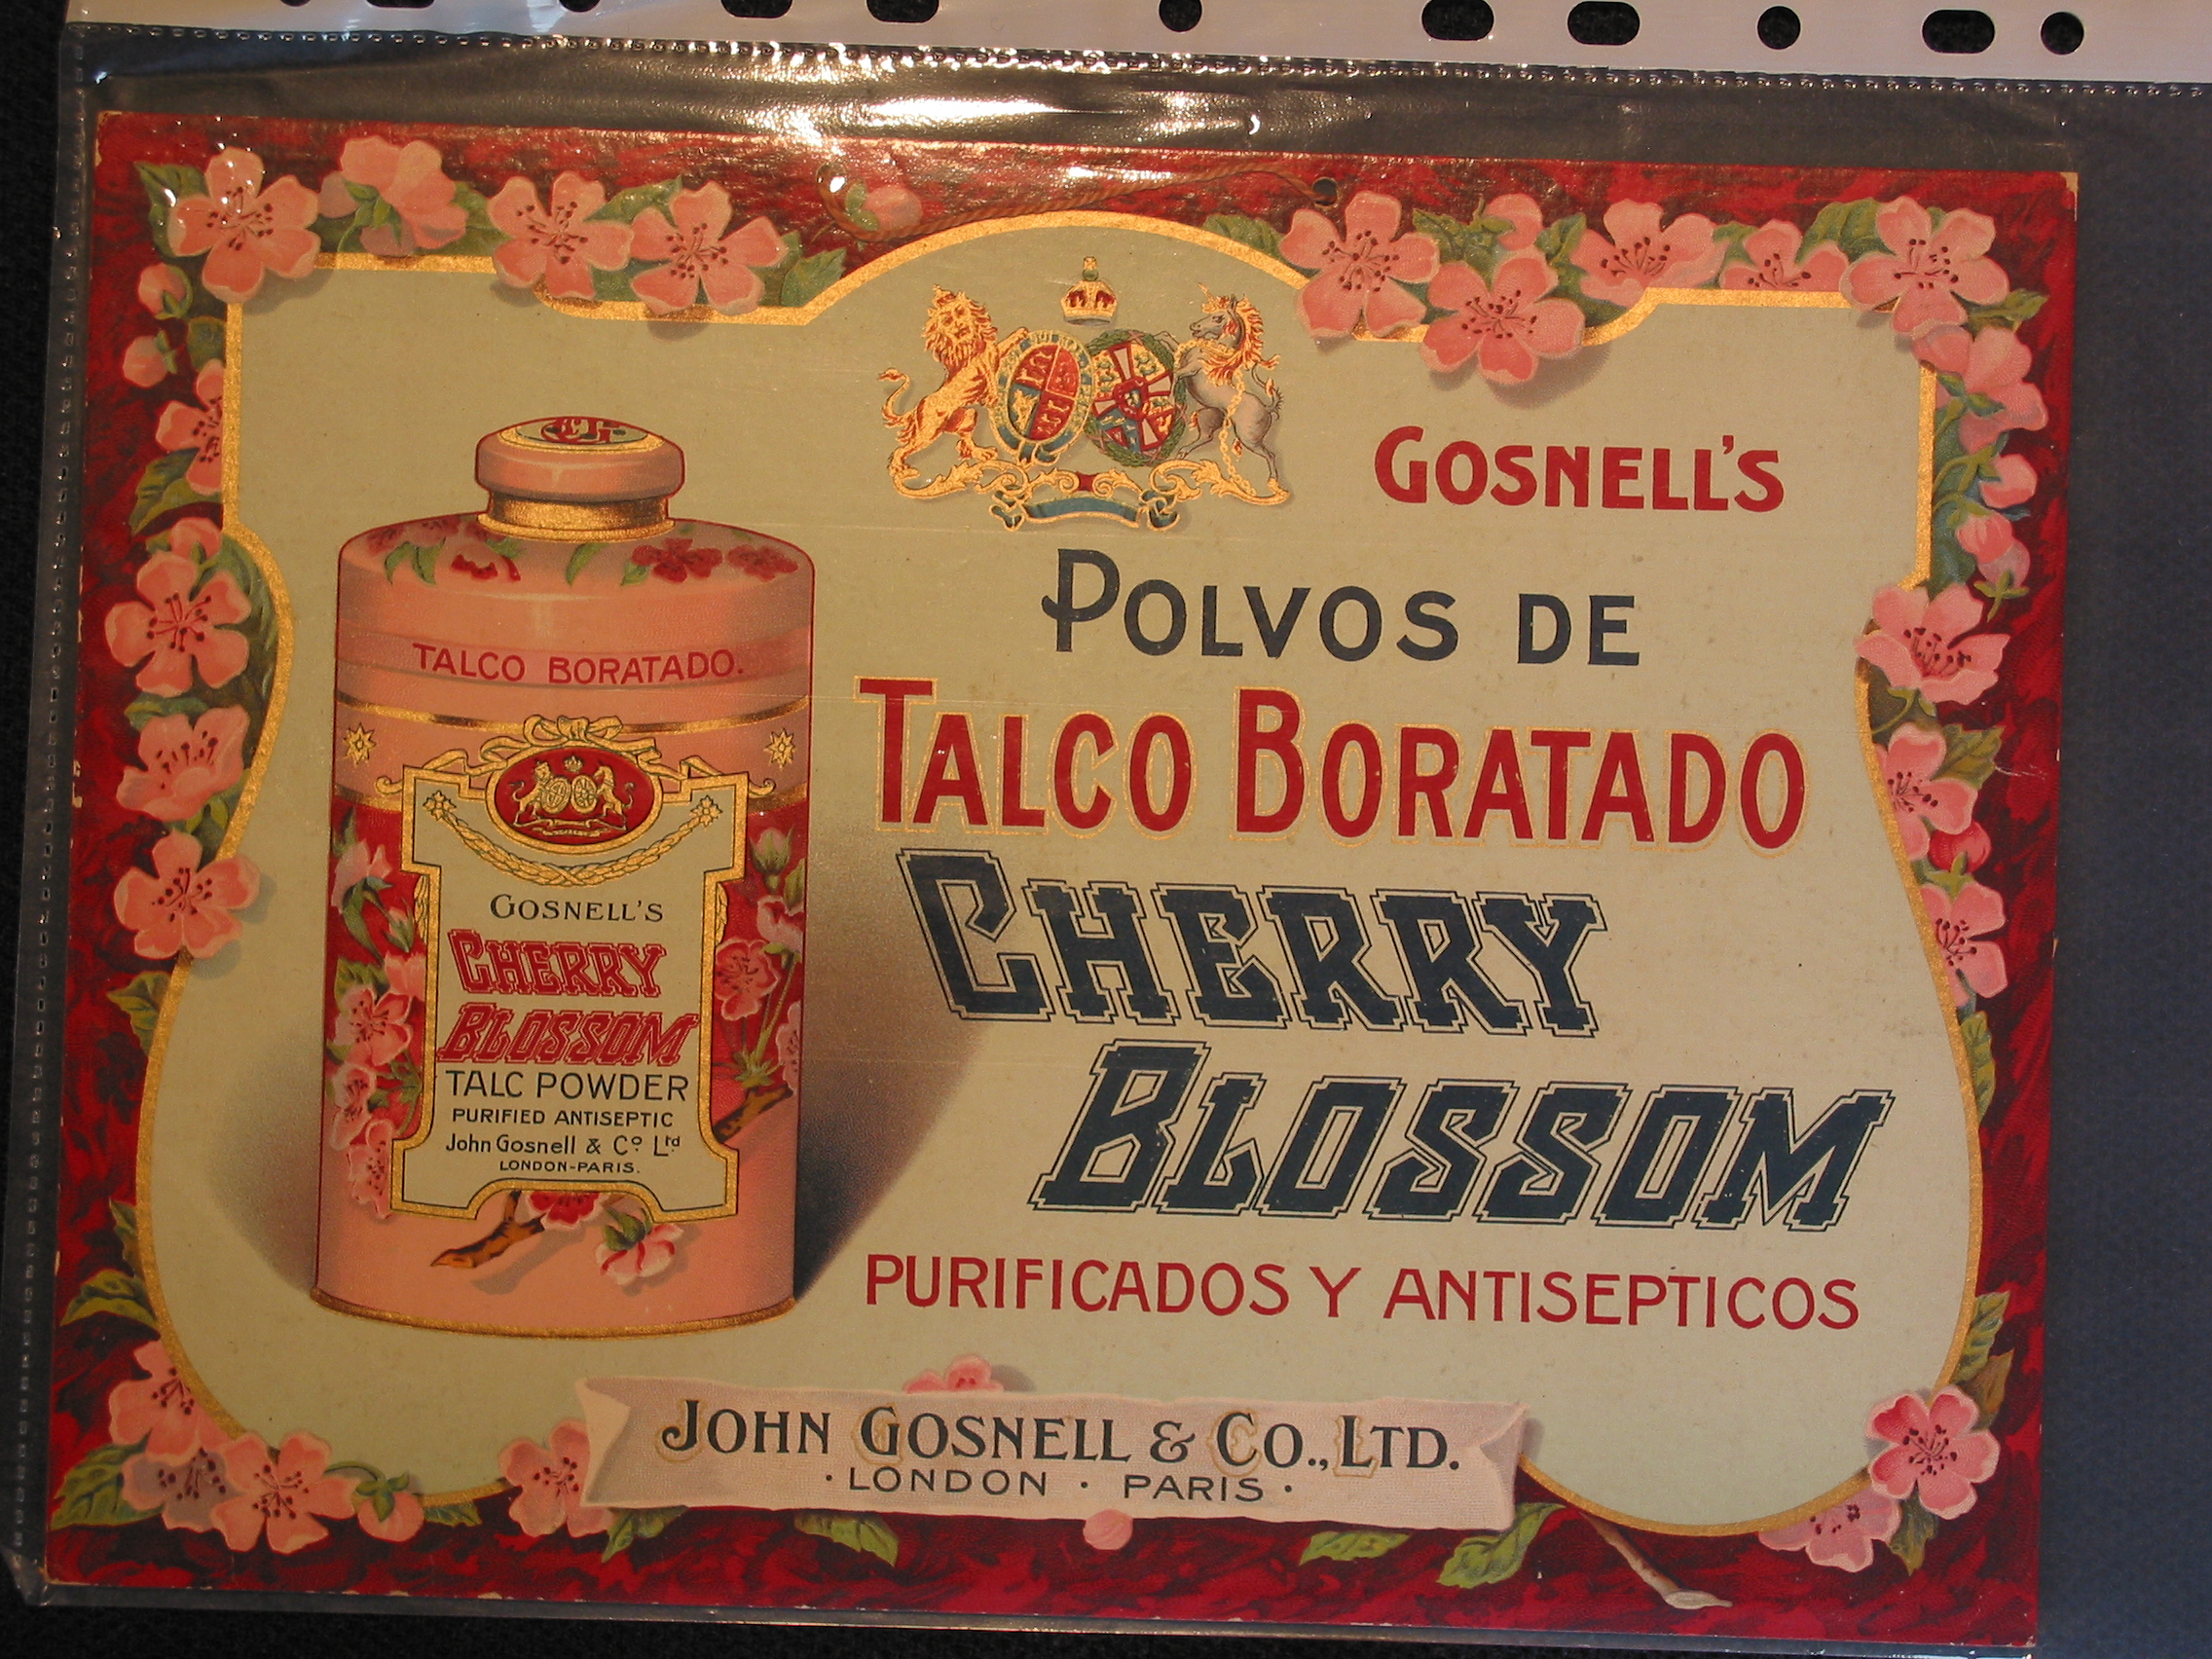 GOSNELL'S
POLVOS DE
TALCO BORATADO
CHERRY
BLOSSOM
PURIFICADOS Y ANTISEPTICOS
TALCO BORATADO.
GOSNELL'S
CHERRY
BLOSSOM
TALC POWDER
PURIFIED ANTISEPTIC
John Gosnell & Co Ltd
LONDON-PARIS.
JOHN GOSNELL & CO., LTD.
· LONDON · PARIS ·